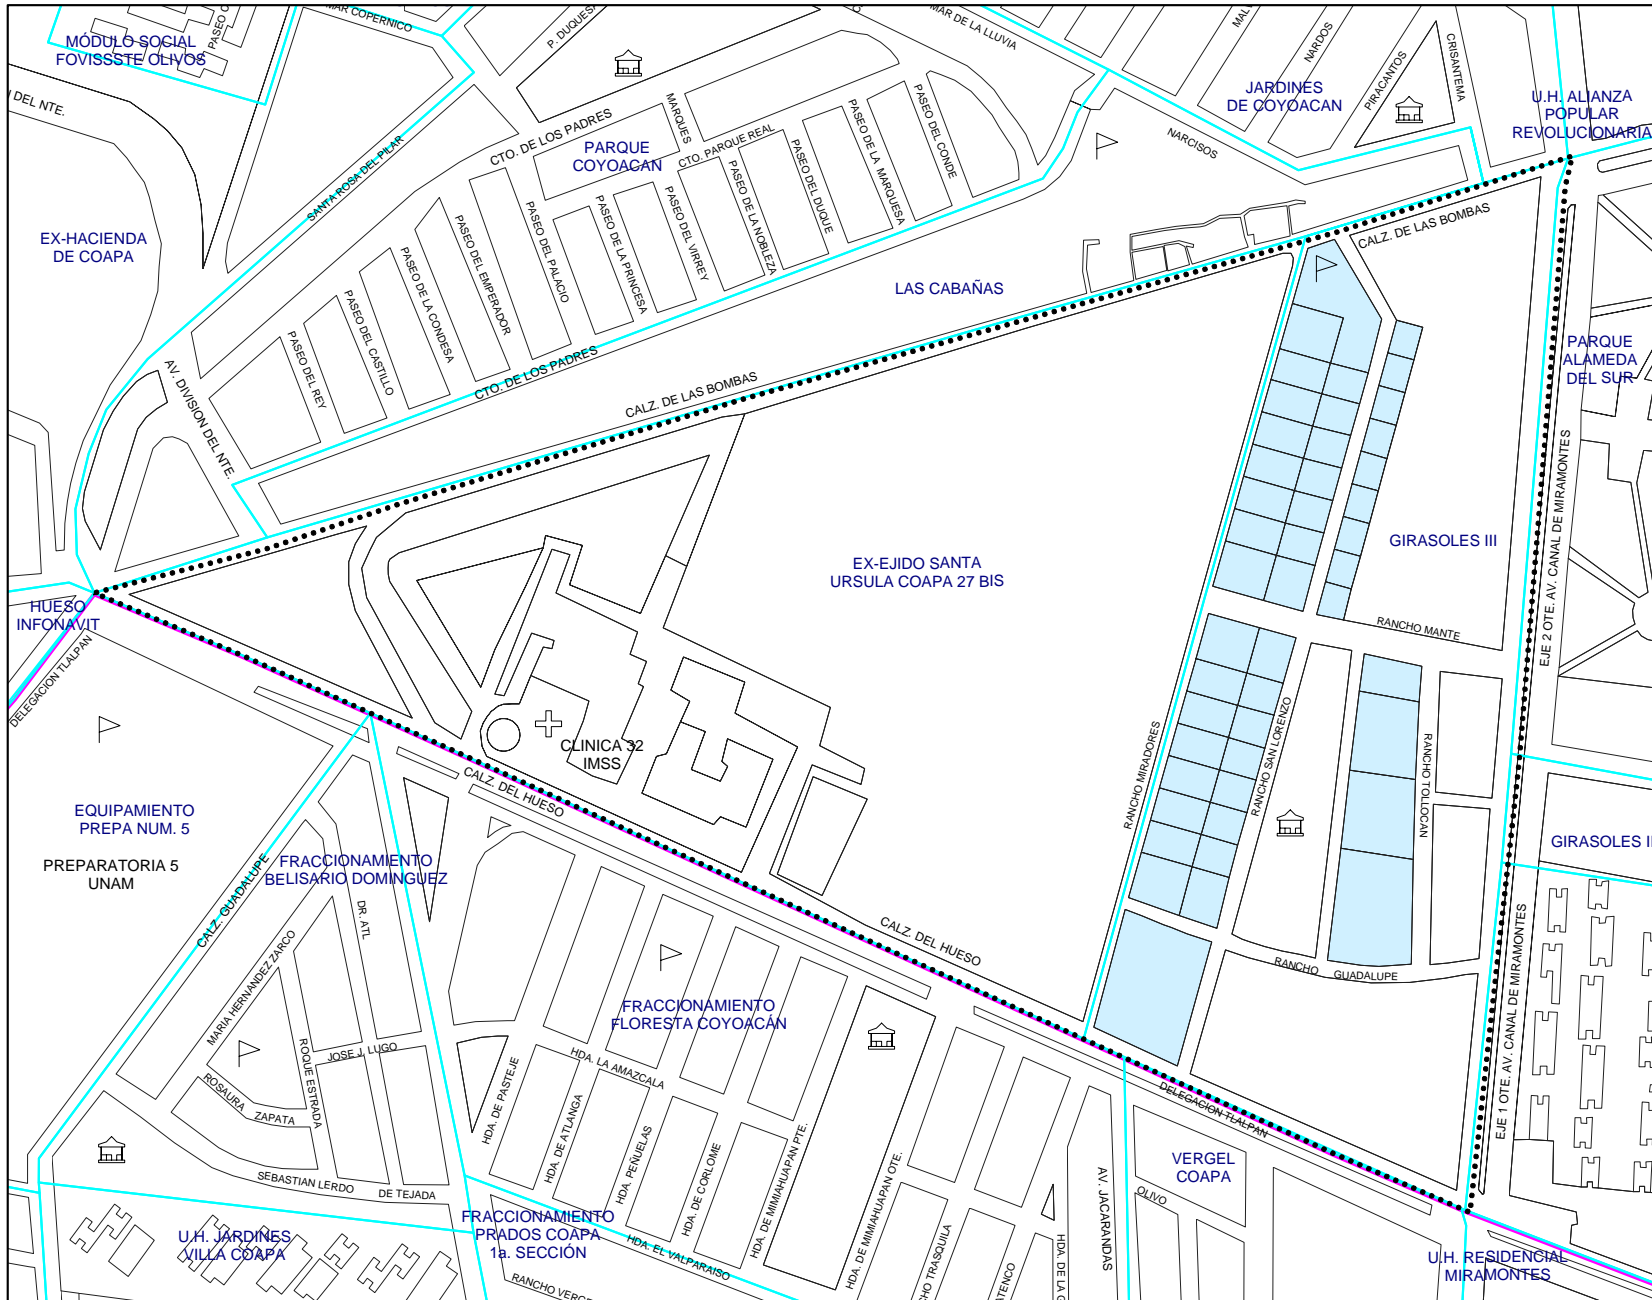 MÓDULO SOCIAL
FOVISSSTE OLIVOS
MAR COPERNICO
P. DUQUESA
MAR DE LA LLUVIA
NARDOS
CRISANTEMA
PIRACANTOS
JARDINES
DE COYOACAN
U.H. ALIANZA
POPULAR
REVOLUCIONARIA
DEL NTE.
MARQUES
CTO. DE LOS PADRES
PARQUE
COYOACAN
CTO. PARQUE REAL
PASEO DEL CONDE
PASEO DE LA MARQUESA
PASEO DEL DUQUE
PASEO DE LA NOBLEZA
PASEO DEL VIRREY
PASEO DE LA PRINCESA
PASEO DEL PALACIO
PASEO DEL EMPERADOR
PASEO DE LA CONDESA
PASEO DEL CASTILLO
PASEO DEL REY
NARCISOS
SANTA ROSA DEL PILAR
EX-HACIENDA
DE COAPA
CALZ. DE LAS BOMBAS
LAS CABAÑAS
PARQUE
ALAMEDA
DEL SUR
AV. DIVISION DEL NTE.
CTO. DE LOS PADRES
CALZ. DE LAS BOMBAS
EX-EJIDO SANTA
URSULA COAPA 27 BIS
GIRASOLES III
EJE 2 OTE. AV. CANAL DE MIRAMONTES
HUESO
INFONAVIT
DELEGACION TLALPAN
RANCHO MANTE
CLINICA 32
IMSS
CALZ. DEL HUESO
RANCHO MIRADORES
RANCHO SAN LORENZO
RANCHO TOLLOCAN
EQUIPAMIENTO
PREPA NUM. 5
PREPARATORIA 5
UNAM
FRACCIONAMIENTO
BELISARIO DOMINGUEZ
CALZ. GUADALUPE
DR. ATL
GIRASOLES II
CALZ. DEL HUESO
MARIA HERNANDEZ ZARCO
RANCHO GUADALUPE
EJE 1 OTE. AV. CANAL DE MIRAMONTES
FRACCIONAMIENTO
FLORESTA COYOACÁN
JOSE J. LUGO
ROQUE ESTRADA
ROSAURA ZAPATA
HDA. LA AMAZCALA
HDA. DE PASTEJE
HDA. DE ATLANGA
HDA. PEÑUELAS
HDA. DE CORLOME
HDA. DE MIMIAHUAPAN PTE.
HDA. DE MIMIAHUAPAN OTE.
DELEGACION TLALPAN
VERGEL
COAPA
OLIVO
AV. JACARANDAS
SEBASTIAN LERDO DE TEJADA
U.H. JARDINES
VILLA COAPA
FRACCIONAMIENTO
PRADOS COAPA
1a. SECCIÓN
HDA. EL VALPARAISO
U.H. RESIDENCIAL
MIRAMONTES